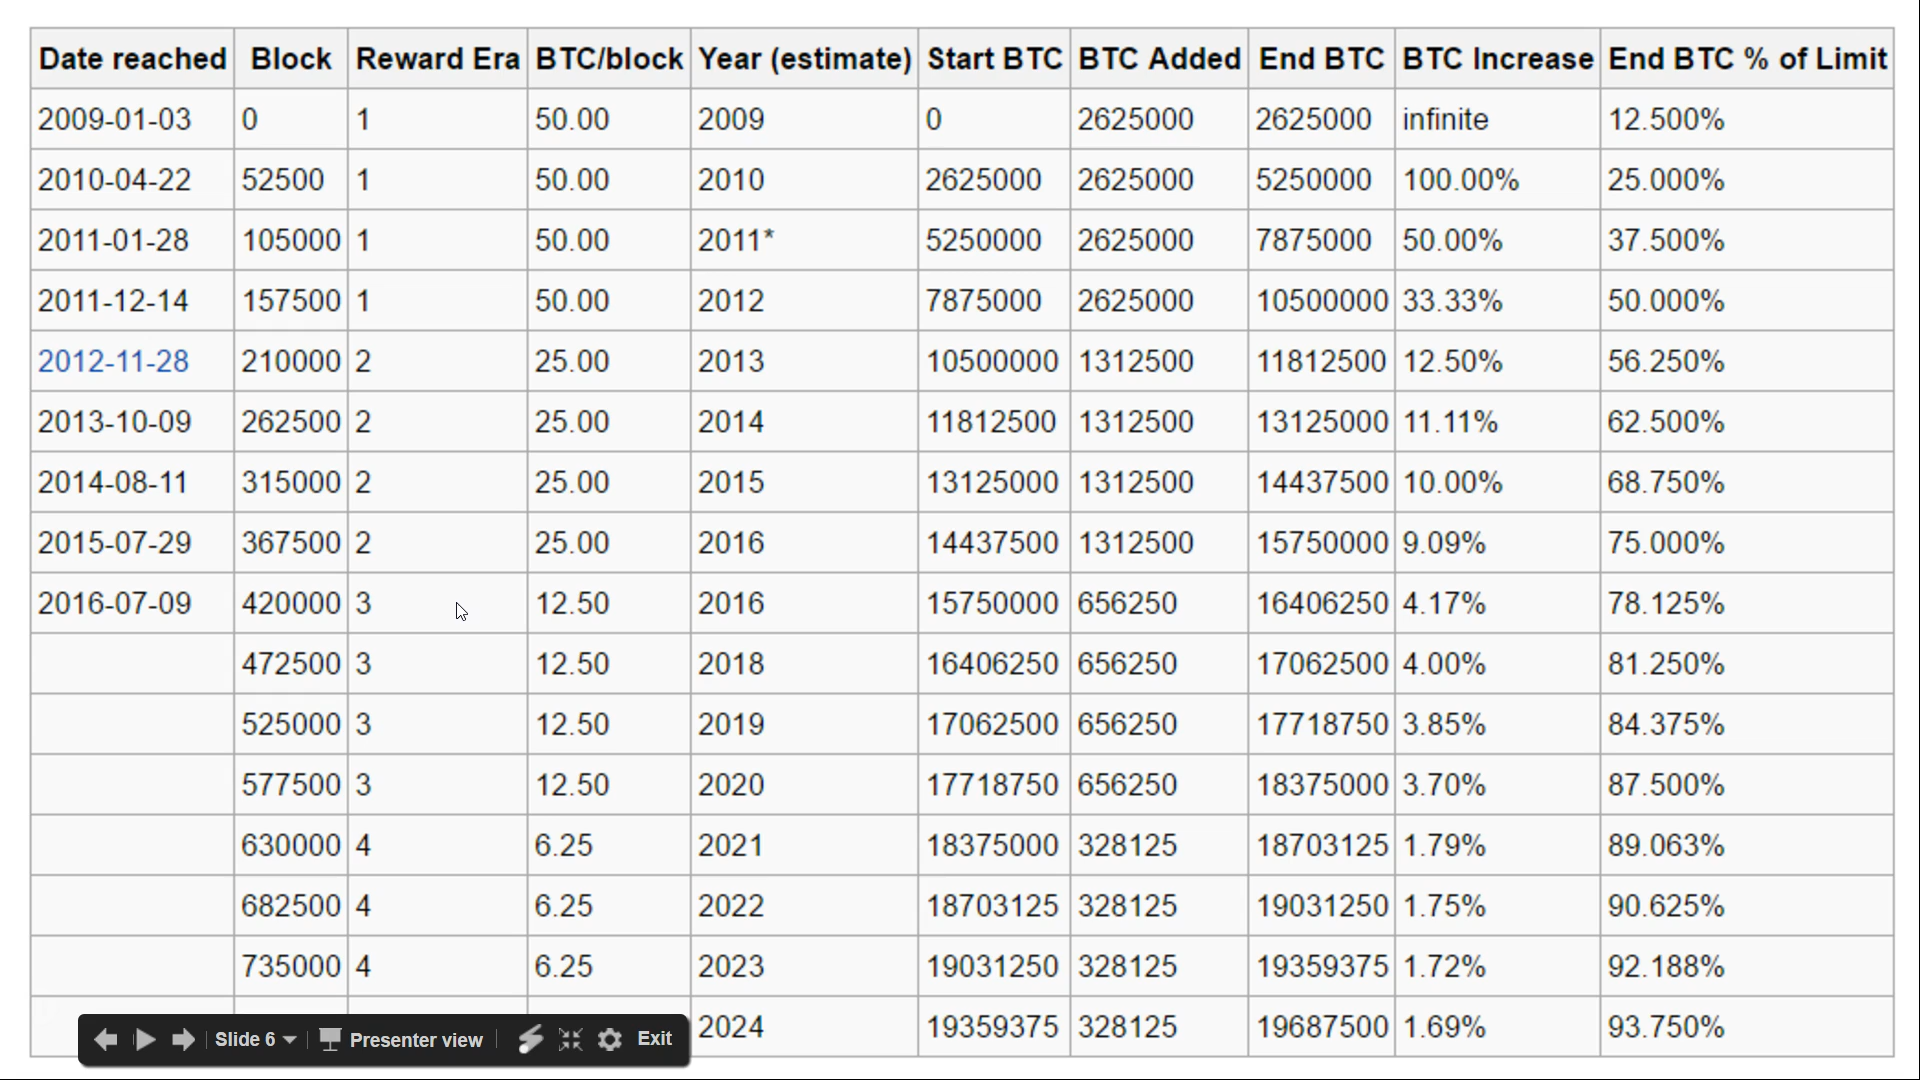 Date reached Block Reward Era BTC/block Year (estimate) Start BTC BTC Added End BTC BTC Increase End BTC % of Limit
2009-01-03 0 1 50.00 2009 0 2625000 2625000 infinite 12.500%
2010-04-22 52500 1 50.00 2010 2625000 2625000 5250000 100.00% 25.000%
2011-01-28 105000 1 50.00 2011* 5250000 2625000 7875000 50.00% 37.500%
2011-12-14 157500 1 50.00 2012 7875000 2625000 10500000 33.33% 50.000%
2012-11-28 210000 2 25.00 2013 10500000 1312500 11812500 12.50% 56.250%
2013-10-09 262500 2 25.00 2014 11812500 1312500 13125000 11.11% 62.500%
2014-08-11 315000 2 25.00 2015 13125000 1312500 14437500 10.00% 68.750%
2015-07-29 367500 2 25.00 2016 14437500 1312500 15750000 9.09% 75.000%
2016-07-09 420000 3 12.50 2016 15750000 656250 16406250 4.17% 78.125%
472500 3 12.50 2018 16406250 656250 17062500 4.00% 81.250%
525000 3 12.50 2019 17062500 656250 17718750 3.85% 84.375%
577500 3 12.50 2020 17718750 656250 18375000 3.70% 87.500%
630000 4 6.25 2021 18375000 328125 18703125 1.79% 89.063%
682500 4 6.25 2022 18703125 328125 19031250 1.75% 90.625%
735000 4 6.25 2023 19031250 328125 19359375 1.72% 92.188%
2024 19359375 328125 19687500 1.69% 93.750%
Slide 6 Presenter view Exit